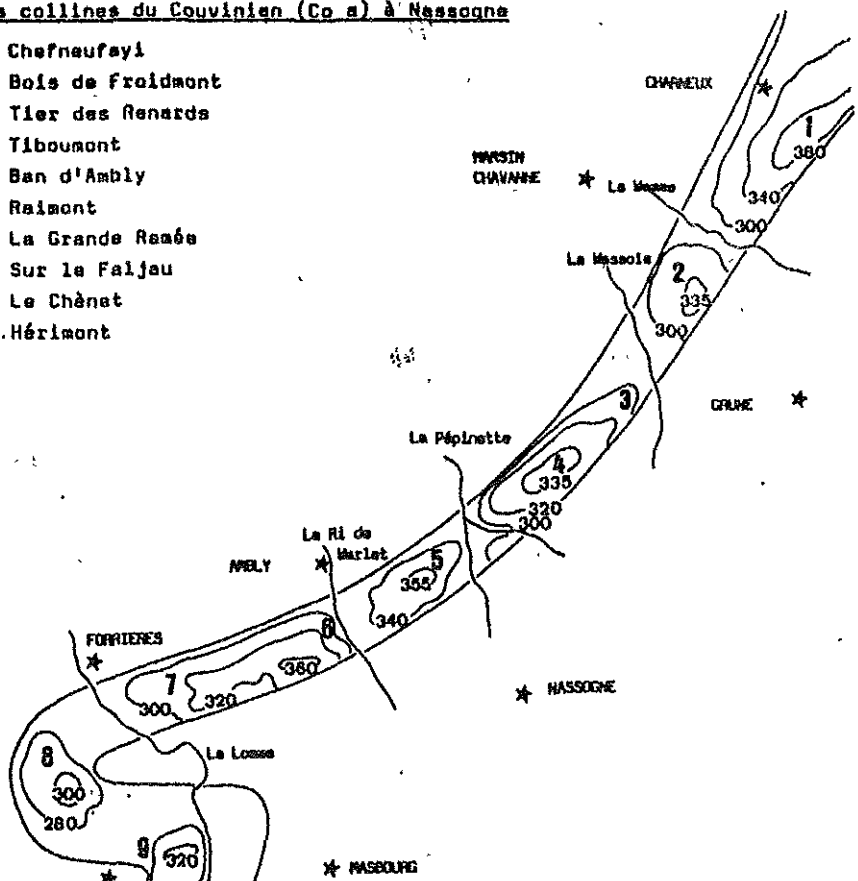 s collines du Couvinien (Co a) à Nassogne
Chefneufayi
Bois de Froidmont
Tier des Renards
Tiboumont
Ban d'Ambly
Raimont
La Grande Ramée
Sur le Faljau
Le Chènet
.Hérimont
CHARNEUX
1
380
MARSIN
CHAVANNE
La Wamme
340
300
La Wassoie
2
335
300
3
GRUNE
La Pépinette
4
335
320
300
Le Ri de
Warlet
AMBLY
5
355
340
6
FORRIERES
360
7
320
300
NASSOGNE
La Lomme
8
300
280
9
320
MASBOURG